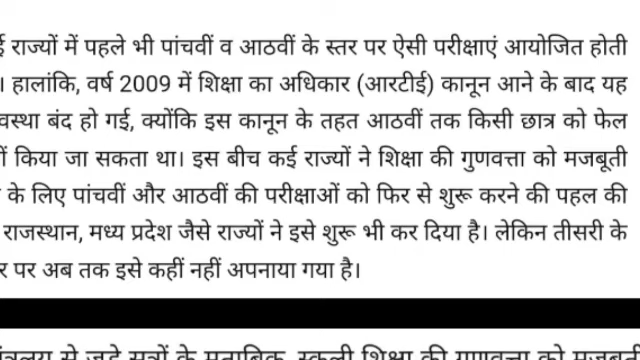 राज्यों में पहले भी पांचवीं व आठवीं के स्तर पर ऐसी परीक्षाएं आयोजित होती
। हालांकि, वर्ष 2009 में शिक्षा का अधिकार (आरटीई) कानून आने के बाद यह
वस्था बंद हो गई, क्योंकि इस कानून के तहत आठवीं तक किसी छात्र को फेल
किया जा सकता था। इस बीच कई राज्यों ने शिक्षा की गुणवत्ता को मजबूती
के लिए पांचवीं और आठवीं की परीक्षाओं को फिर से शुरू करने की पहल की
राजस्थान, मध्य प्रदेश जैसे राज्यों ने इसे शुरू भी कर दिया है। लेकिन तीसरी के
र पर अब तक इसे कहीं नहीं अपनाया गया है।
से जुड़े सूत्रों के मुताबिक, स्कूली शिक्षा की गुणवत्ता को मजबूती